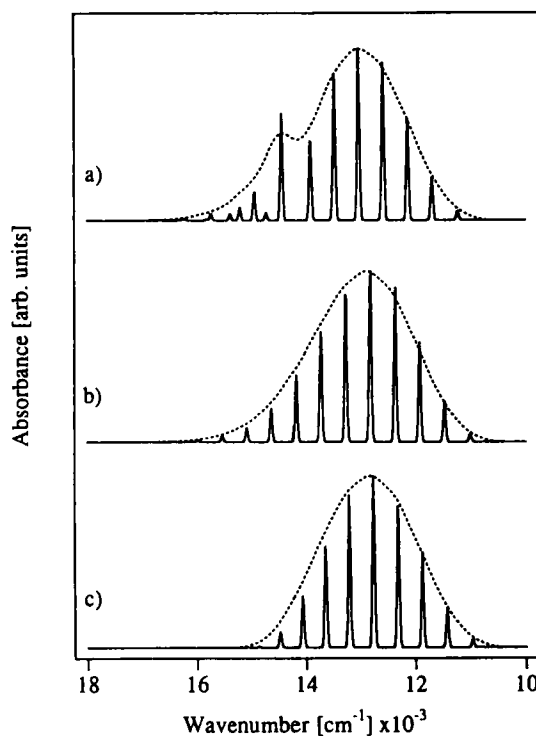 a)
b)
c)
Absorbance [arb. units]
18
16
14
12
10
Wavenumber [cm⁻¹] x10⁻³